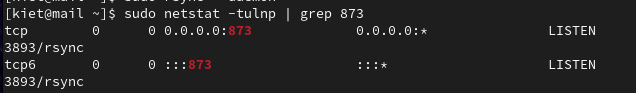 [kiet@mail ~]$ sudo netstat -tulnp | grep 873
tcp        0      0 0.0.0.0:873             0.0.0.0:*               LISTEN
3893/rsync
tcp6       0      0 :::873                  :::*                    LISTEN
3893/rsync